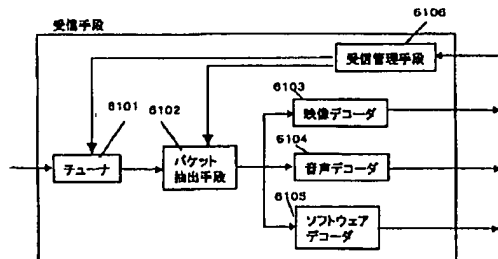 受信手段
6106
受信管理手段
6103
映像デコーダ
6101
6102
6104
チューナ
パケット
抽出手段
音声デコーダ
6105
ソフトウェア
デコーダ